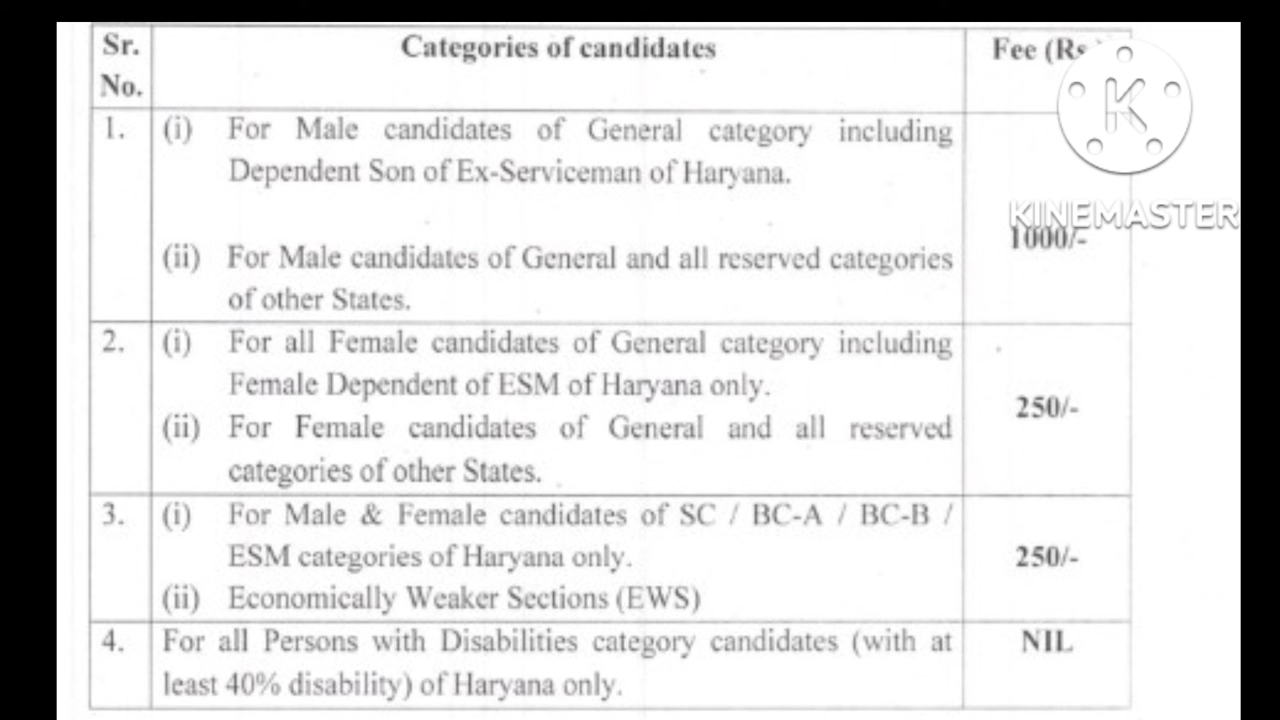 Sr. No.
Categories of candidates
Fee (Rs
K
KINEMASTER
1.
(i) For Male candidates of General category including
Dependent Son of Ex-Serviceman of Haryana.
(ii) For Male candidates of General and all reserved categories
of other States.
1000/-
2.
(i) For all Female candidates of General category including
Female Dependent of ESM of Haryana only.
(ii) For Female candidates of General and all reserved
categories of other States.
250/-
3.
(i) For Male & Female candidates of SC / BC-A / BC-B /
ESM categories of Haryana only.
(ii) Economically Weaker Sections (EWS)
250/-
4.
For all Persons with Disabilities category candidates (with at
least 40% disability) of Haryana only.
NIL